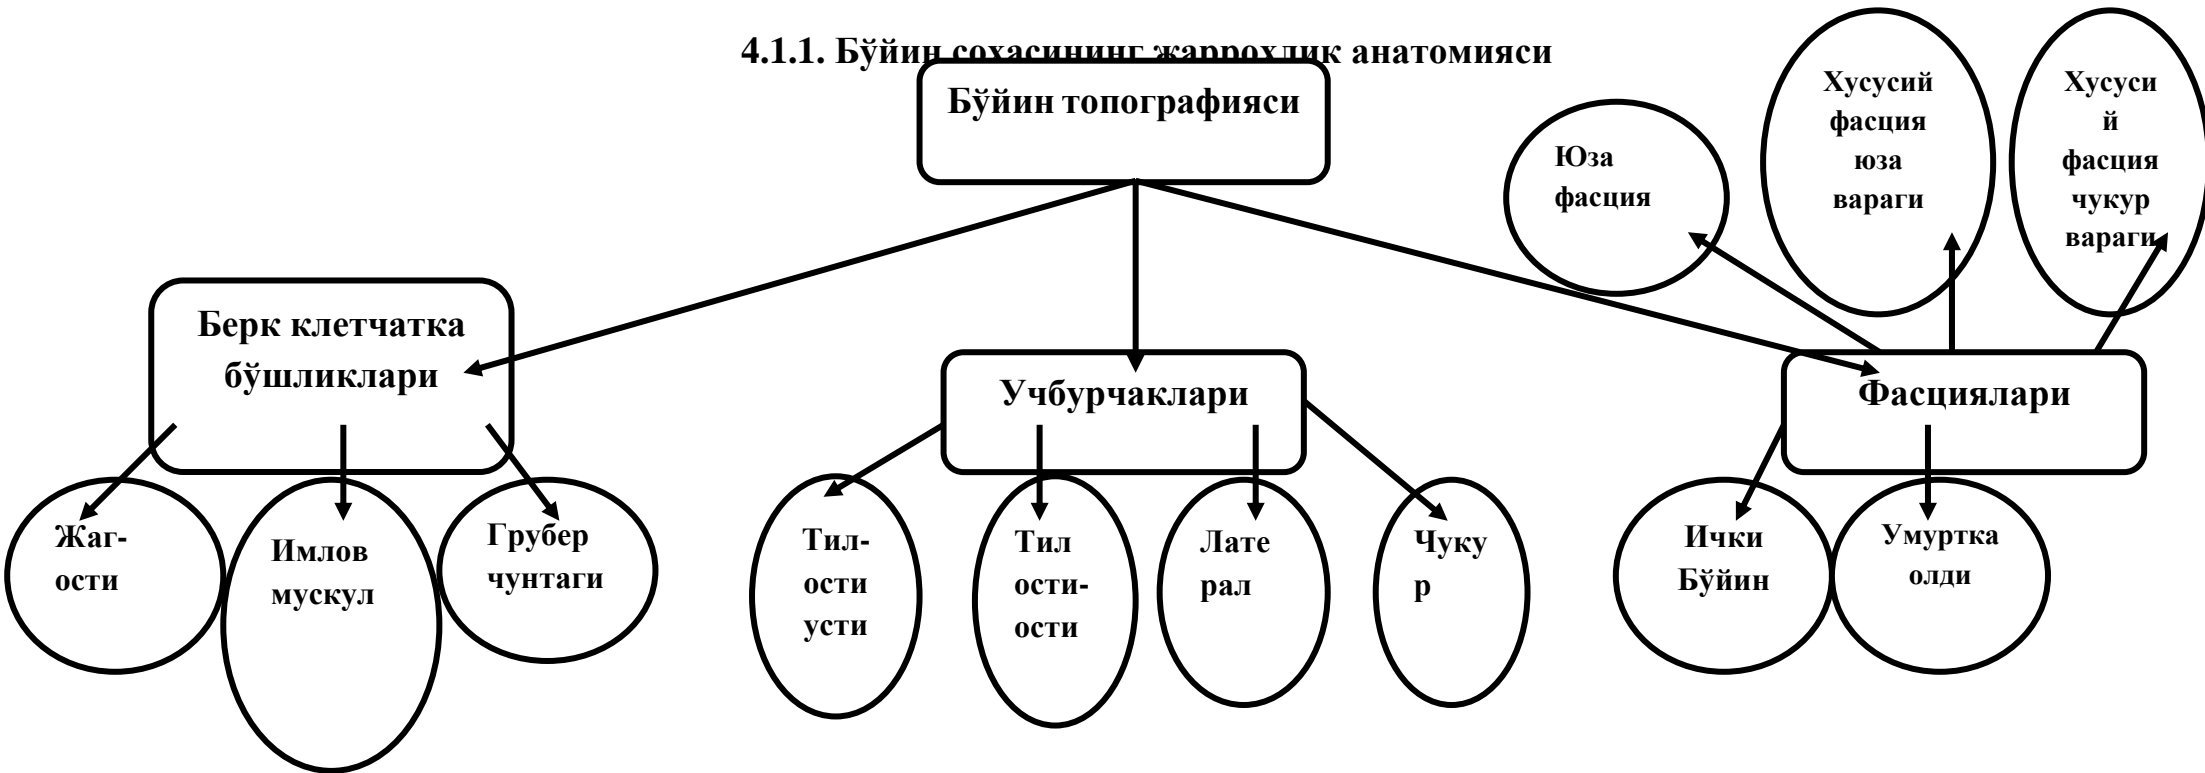 4.1.1. Бўйин сохасининг жаррохлик анатомияси
Бўйин топографияси
Юза
фасция
Хусусий
фасция
юза
вараги
Хусуси
й
фасция
чукур
вараги
Берк клетчатка
бўшликлари
Учбурчаклари
Фасциялари
Жаг-
ости
Имлов
мускул
Грубер
чунтаги
Тил-
ости
усти
Тил
ости-
ости
Лате
рал
Чуку
р
Ички
Бўйин
Умуртка
олди